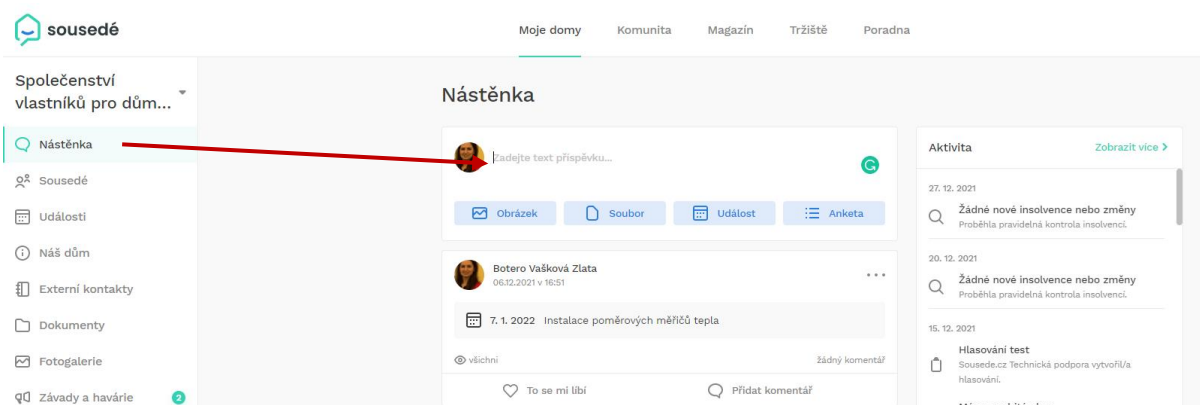 sousedé
Moje domy
Komunita
Magazín
Tržiště
Poradna
Společenství
vlastníků pro dům...
Nástěnka
Sousedé
Události
Náš dům
Externí kontakty
Dokumenty
Fotogalerie
Závady a havárie
2
Nástěnka
Zadejte text příspěvku...
Obrázek
Soubor
Událost
Anketa
Botero Vašková Zlata
06.12.2021 v 16:51
7. 1. 2022 Instalace poměrových měřičů tepla
všichni
žádný komentář
To se mi líbí
Přidat komentář
Aktivita
Zobrazit více
27. 12. 2021
Žádné nové insolvence nebo změny
Proběhla pravidelná kontrola insolvencí.
20. 12. 2021
Žádné nové insolvence nebo změny
Proběhla pravidelná kontrola insolvencí.
15. 12. 2021
Hlasování test
Sousede.cz Technická podpora vytvořil/a
hlasování.